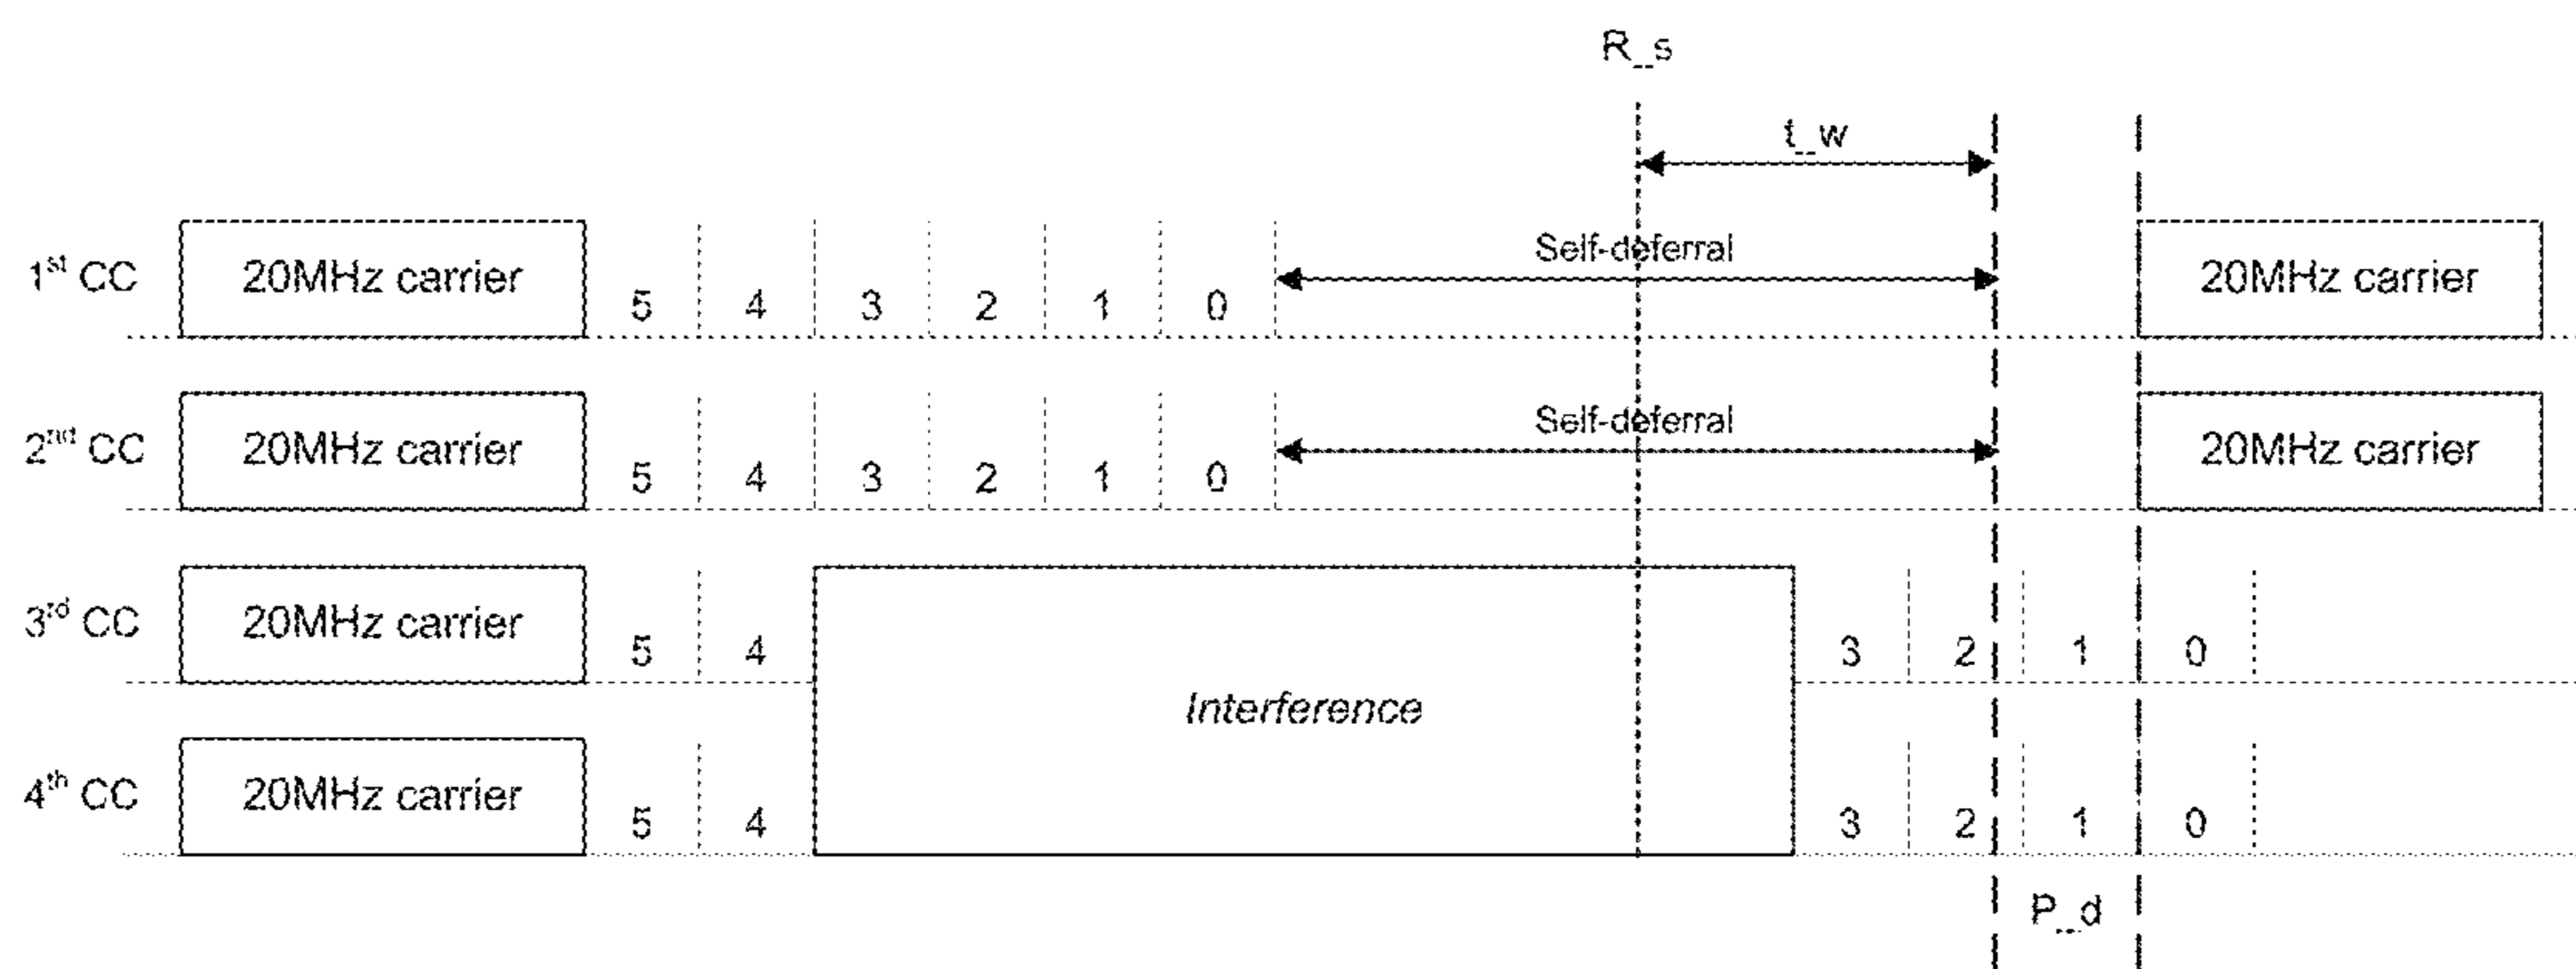 R_s
t_w
1st CC 20MHz carrier 5 4 3 2 1 0 Self-deferral 20MHz carrier
2nd CC 20MHz carrier 5 4 3 2 1 0 Self-deferral 20MHz carrier
3rd CC 20MHz carrier 5 4 3 2 1 0
Interference
4th CC 20MHz carrier 5 4 3 2 1 0
P_d